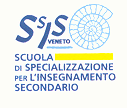 SSIS
VENETO
SCUOLA
DI SPECIALIZZAZIONE
PER L'INSEGNAMENTO
SECONDARIO